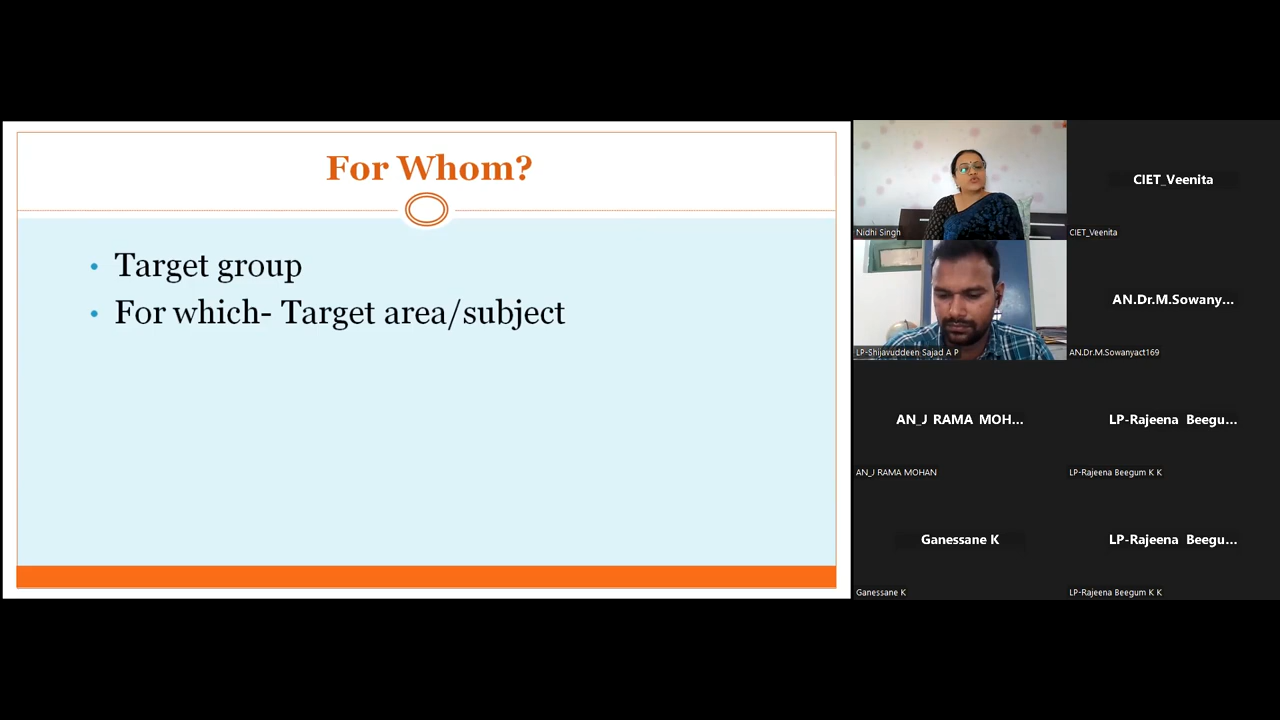 For Whom?
• Target group
• For which- Target area/subject
Nidhi Singh
CIET_Veenita
CIET_Veenita
LP-Shijavuddeen Sajad A P
AN.Dr.M.Sowany...
AN.Dr.M.Sowanyact169
AN_J RAMA MOH...
AN_J RAMA MOHAN
LP-Rajeena Beegu...
LP-Rajeena Beegum K K
Ganessane K
Ganessane K
LP-Rajeena Beegu...
LP-Rajeena Beegum K K